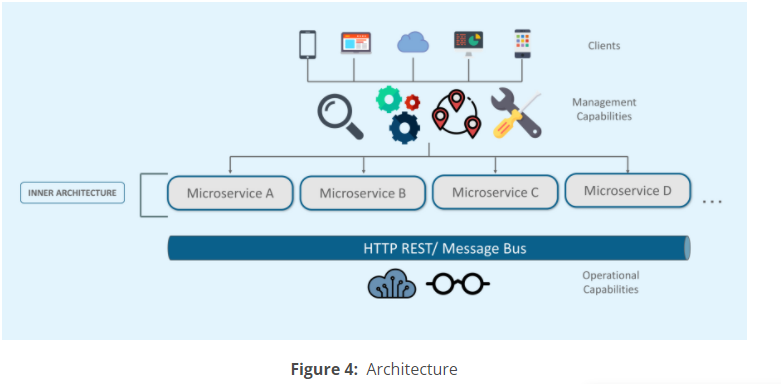 Clients
Management
Capabilities
INNER ARCHITECTURE
Microservice A
Microservice B
Microservice C
Microservice D
...
HTTP REST/ Message Bus
Operational
Capabilities
Figure 4: Architecture